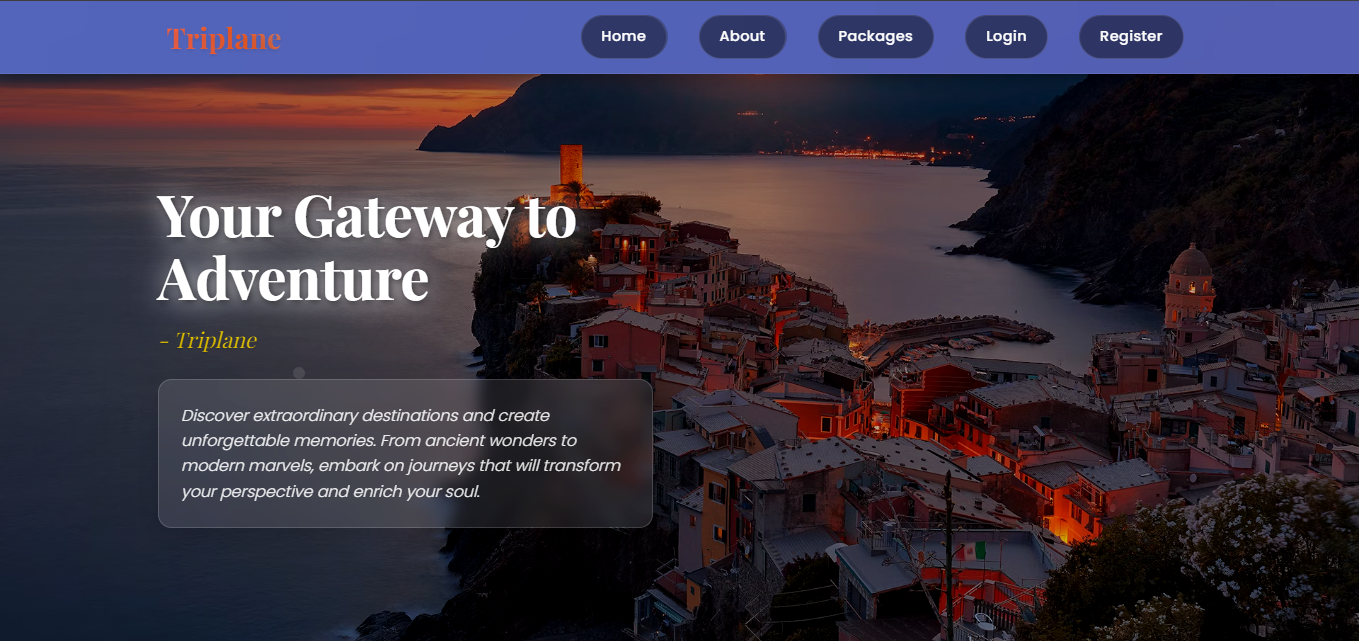 Triplane
Home
About
Packages
Login
Register
Your Gateway to
Adventure
- Triplane
Discover extraordinary destinations and create
unforgettable memories. From ancient wonders to
modern marvels, embark on journeys that will transform
your perspective and enrich your soul.